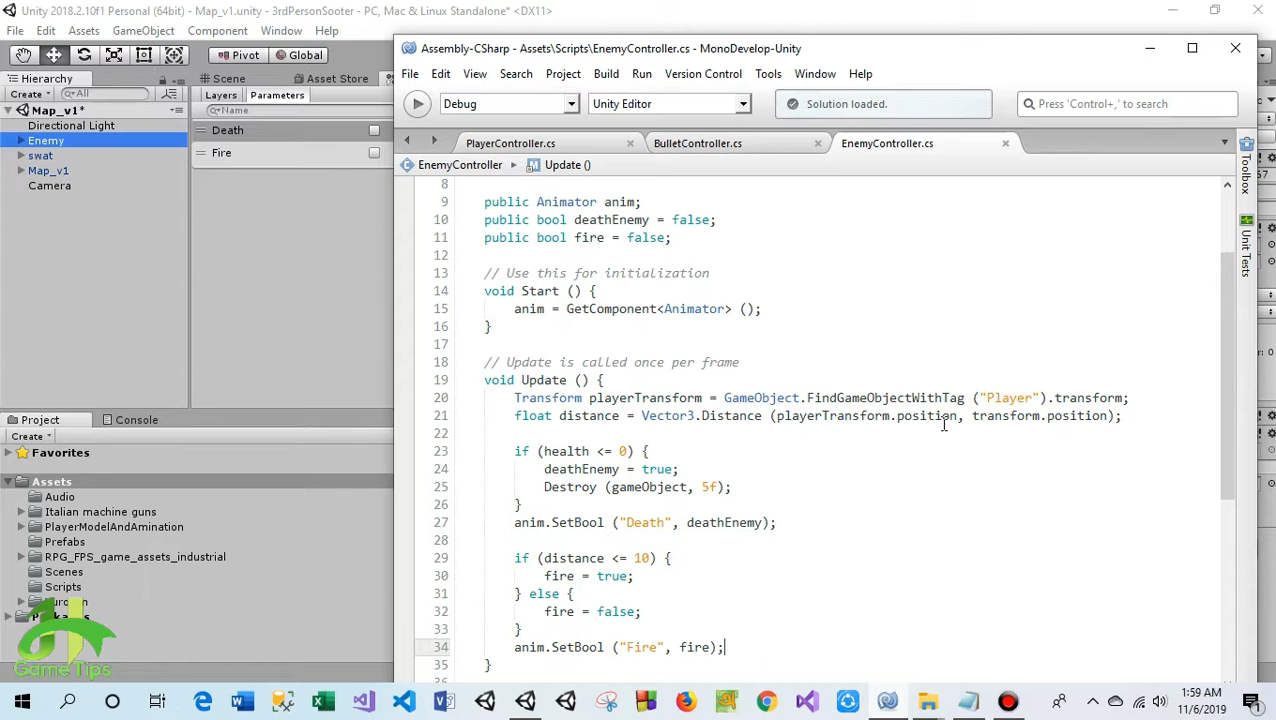 Unity 2018.2.10f1 Personal (64bit) - Map_v1.unity - 3rdPersonSooter - PC, Mac & Linux Standalone* <DX11>
File Edit Assets GameObject Component Window Help
Pivot Global
Hierarchy Scene Asset Store
Create All Layers Parameters
Name
Map_v1*
Directional Light
Enemy
swat
Map_v1
Camera
Death
Fire
Project Console
Create
Favorites
Assets
Audio
Italian machine guns
PlayerModelAndAmination
Prefabs
RPG_FPS_game_assets_industrial
Scenes
Scripts
Game Tips
Assembly-CSharp - Assets\Scripts\EnemyController.cs - MonoDevelop-Unity
File Edit View Search Project Build Run Version Control Tools Window Help
Debug Unity Editor Solution loaded. Press 'Control+,' to search
PlayerController.cs BulletController.cs EnemyController.cs
EnemyController Update ()
Toolbox
Unit Tests
8
9 public Animator anim;
10 public bool deathEnemy = false;
11 public bool fire = false;
12
13 // Use this for initialization
14 void Start () {
15 anim = GetComponent<Animator> ();
16 }
17
18 // Update is called once per frame
19 void Update () {
20 Transform playerTransform = GameObject.FindGameObjectWithTag ("Player").transform;
21 float distance = Vector3.Distance (playerTransform.position, transform.position);
22
23 if (health <= 0) {
24 deathEnemy = true;
25 Destroy (gameObject, 5f);
26 }
27 anim.SetBool ("Death", deathEnemy);
28
29 if (distance <= 10) {
30 fire = true;
31 } else {
32 fire = false;
33 }
34 anim.SetBool ("Fire", fire);
35 }
1:59 AM
11/6/2019